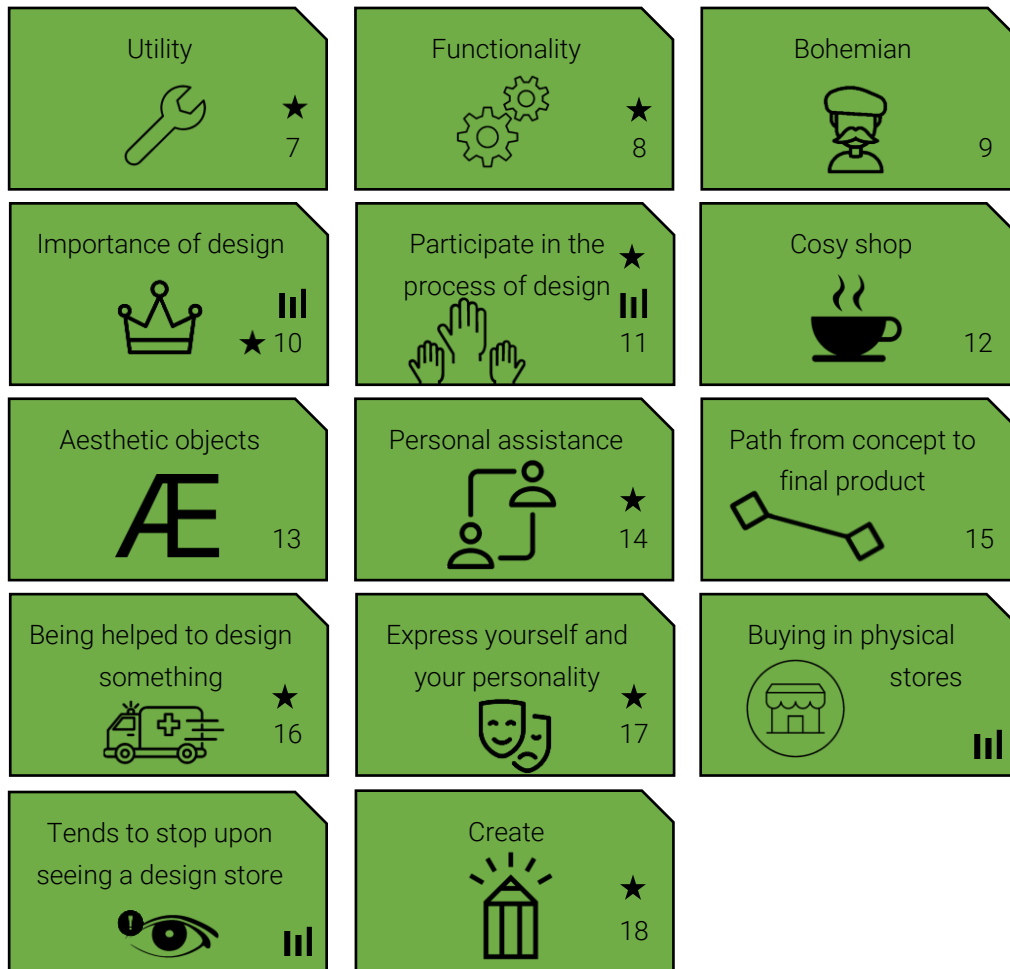 Utility
★
7
Functionality
★
8
Bohemian
9
Importance of design
★ 10
Participate in the
★
process of design
11
Cosy shop
12
Aesthetic objects
Æ
13
Personal assistance
★
14
Path from concept to
final product
15
Being helped to design
something
★
16
Express yourself and
your personality
★
17
Buying in physical
stores
Tends to stop upon
seeing a design store
!
Create
★
18